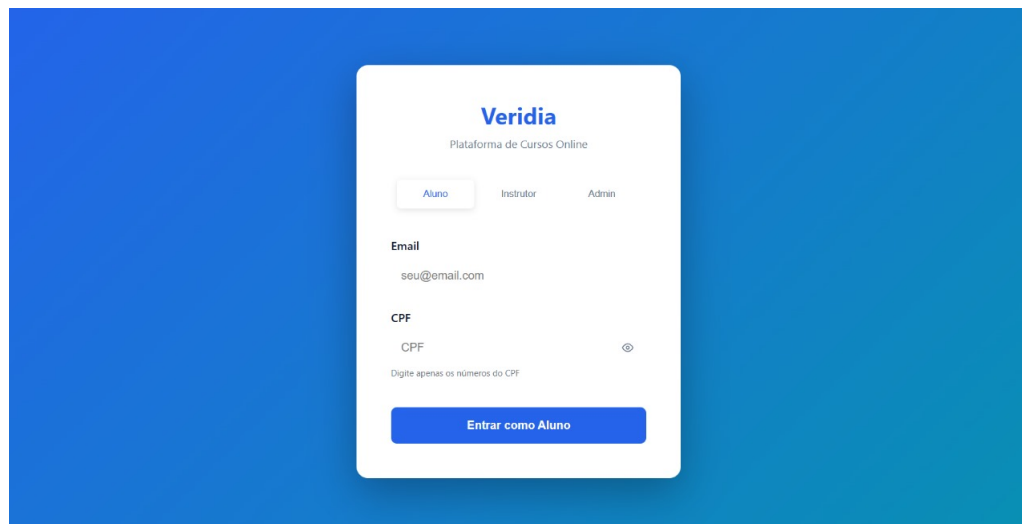 Veridia
Plataforma de Cursos Online
Aluno Instrutor Admin
Email
seu@email.com
CPF
CPF
Digite apenas os números do CPF
Entrar como Aluno